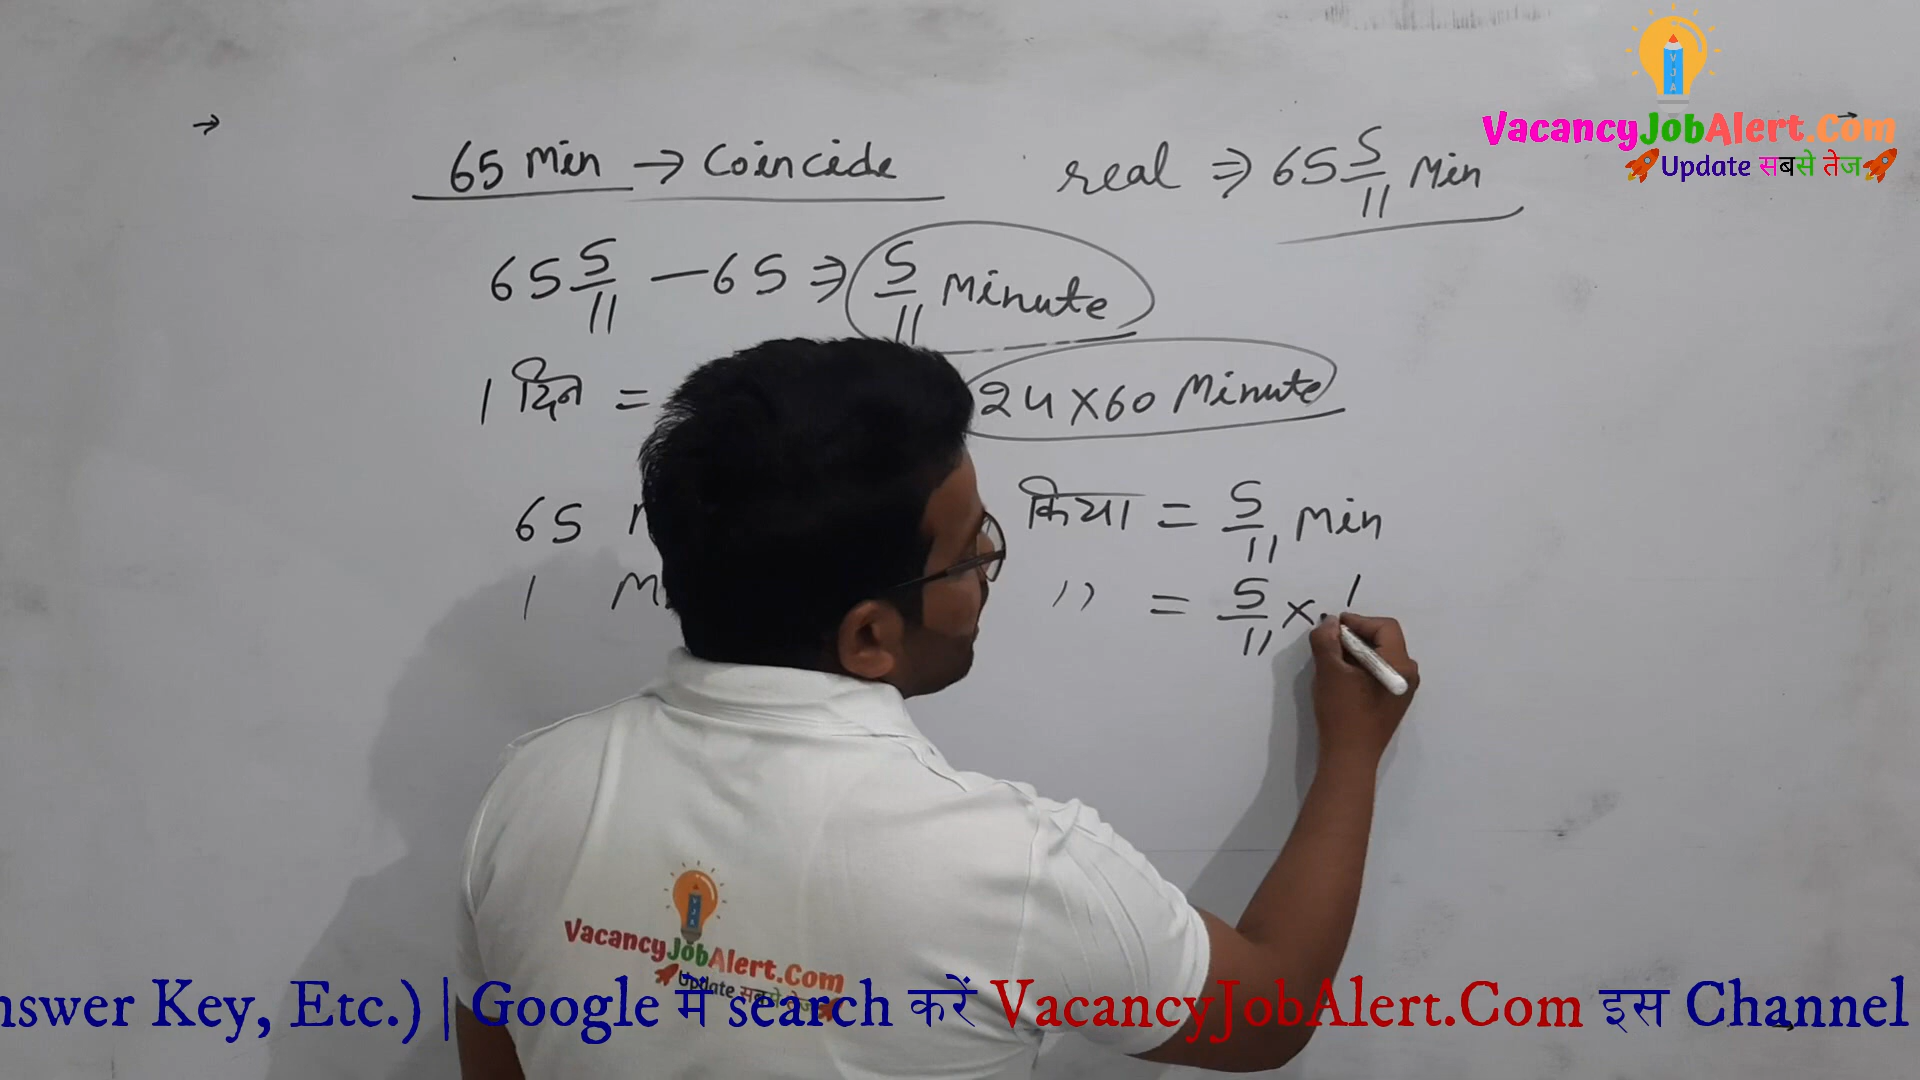 VacancyJobAlert.Com
Update सबसे तेज
65 Min → Coincide
real ⇒ 65 5/11 Min
65 5/11 — 65 ⇒ 5/11 Minute
1 दिन = 24 x 60 Minute
65 किया = 5/11 Min
1 M " = 5/11 x 1
VacancyJobAlert.Com
Update
nswer Key, Etc.) | Google में search करें VacancyJobAlert.Com इस Channel